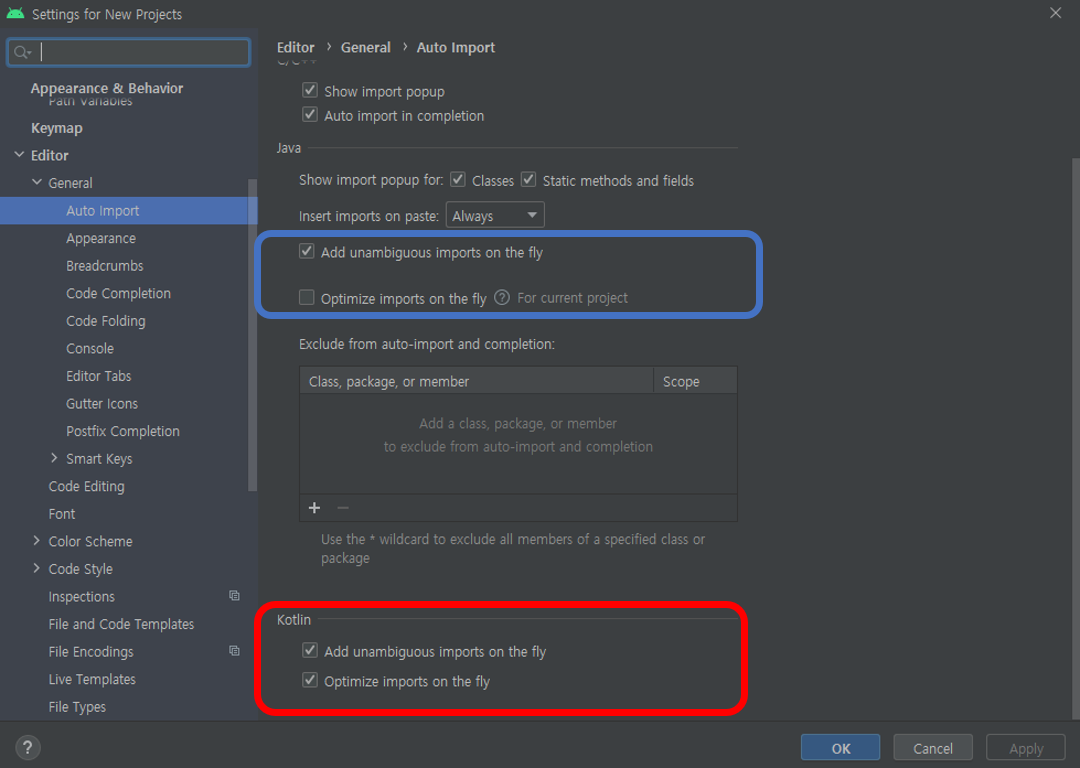 Settings for New Projects
Appearance & Behavior
Path Variables
Keymap
Editor
General
Auto Import
Appearance
Breadcrumbs
Code Completion
Code Folding
Console
Editor Tabs
Gutter Icons
Postfix Completion
Smart Keys
Code Editing
Font
Color Scheme
Code Style
Inspections
File and Code Templates
File Encodings
Live Templates
File Types
Editor › General › Auto Import
C/C++
Show import popup
Auto import in completion
Java
Show import popup for: Classes Static methods and fields
Insert imports on paste: Always
Add unambiguous imports on the fly
Optimize imports on the fly ? For current project
Exclude from auto-import and completion:
Class, package, or member Scope
Add a class, package, or member
to exclude from auto-import and completion
+ −
Use the * wildcard to exclude all members of a specified class or
package
Kotlin
Add unambiguous imports on the fly
Optimize imports on the fly
? OK Cancel Apply